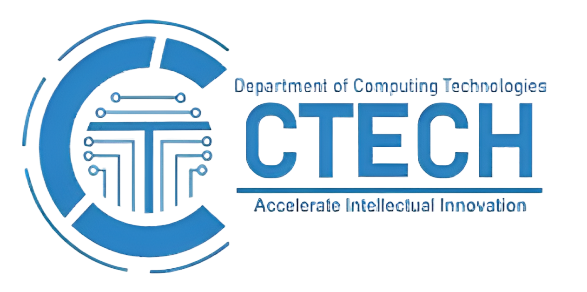 Department of Computing Technologies
CTECH
Accelerate Intellectual Innovation